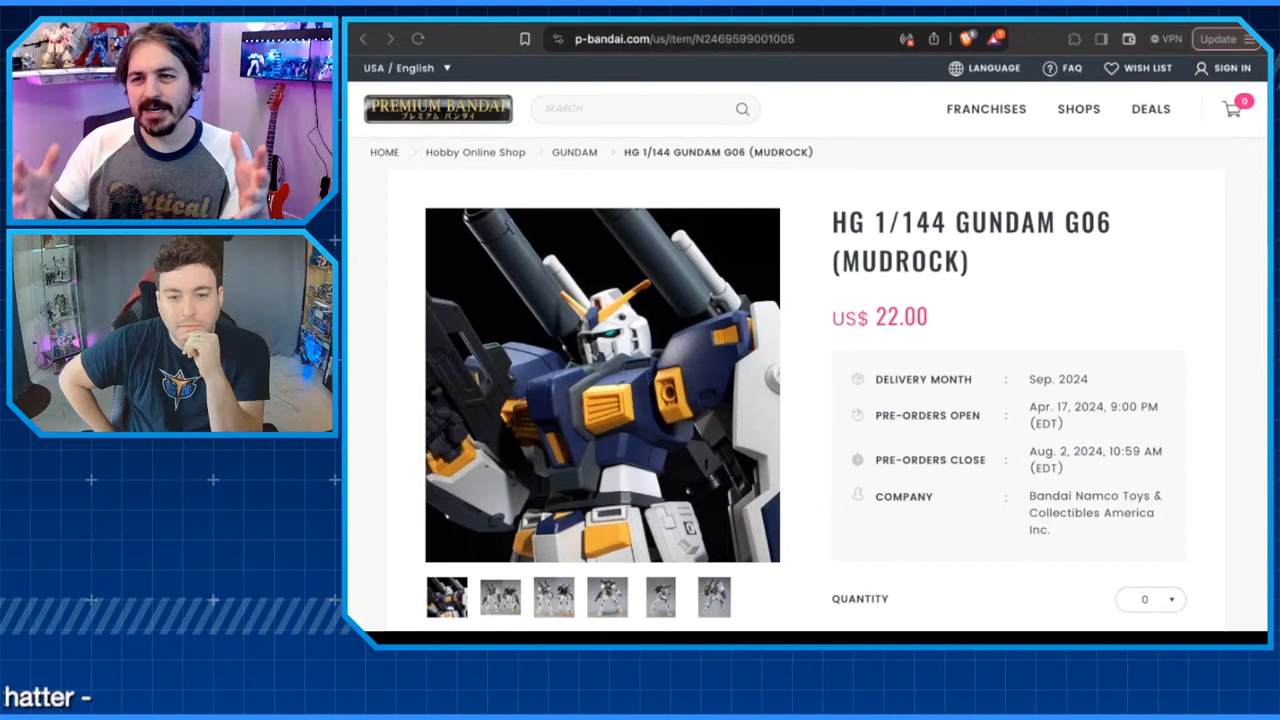 p-bandai.com/us/item/N2469599001005
VPN
Update
USA / English
LANGUAGE
FAQ
WISH LIST
SIGN IN
PREMIUM BANDAI
プレミアム バンダイ
SEARCH
FRANCHISES
SHOPS
DEALS
0
HOME
Hobby Online Shop
GUNDAM
HG 1/144 GUNDAM G06 (MUDROCK)
HG 1/144 GUNDAM G06
(MUDROCK)
US$ 22.00
DELIVERY MONTH : Sep. 2024
PRE-ORDERS OPEN : Apr. 17, 2024, 9:00 PM
(EDT)
PRE-ORDERS CLOSE : Aug. 2, 2024, 10:59 AM
(EDT)
COMPANY : Bandai Namco Toys &
Collectibles America
Inc.
QUANTITY
0
hatter -